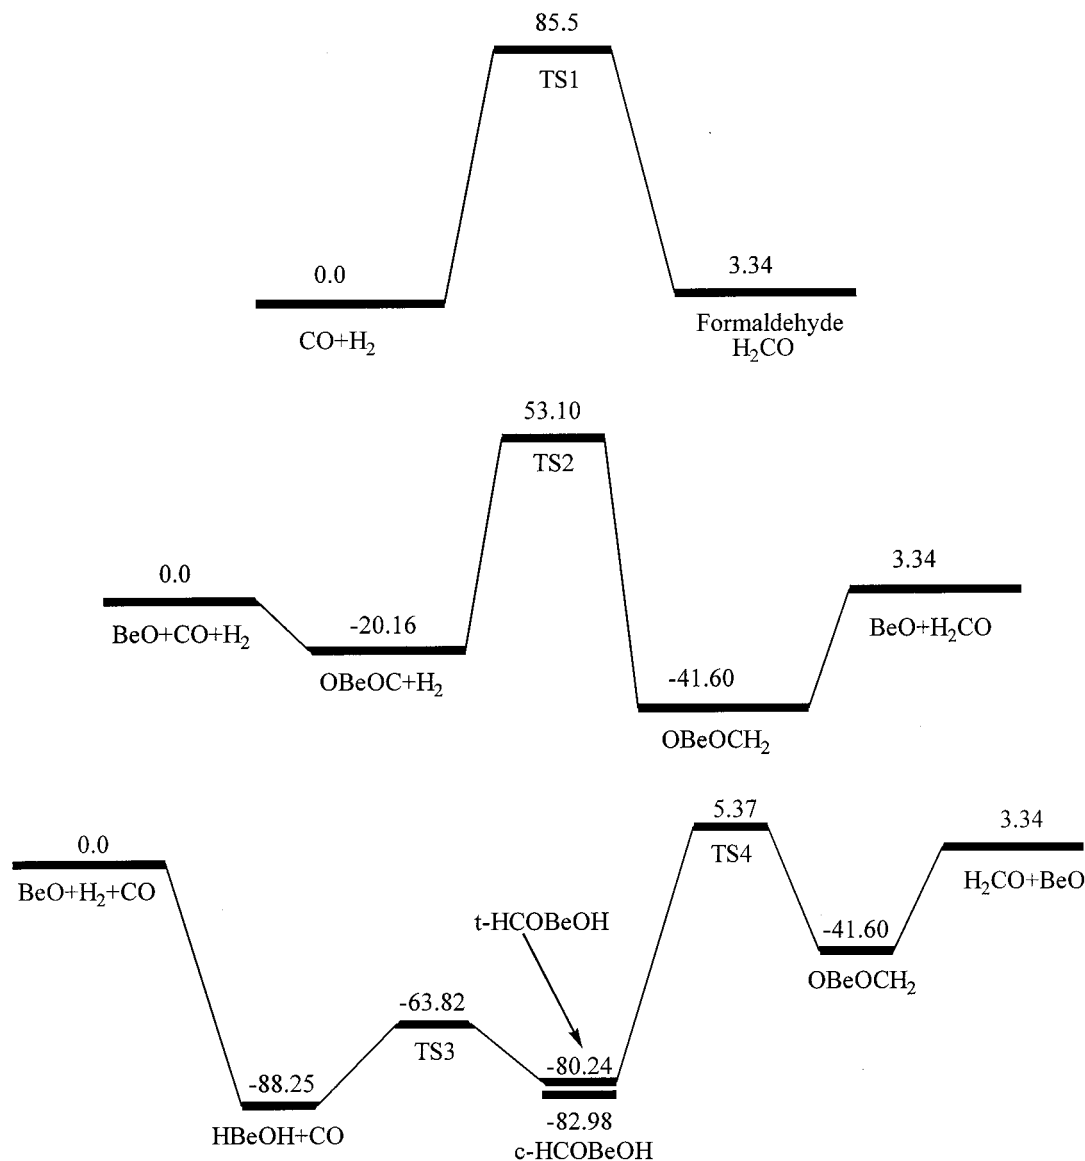 85.5
TS1
0.0
3.34
CO+H₂
Formaldehyde
H₂CO
53.10
TS2
0.0
3.34
-20.16
BeO+CO+H₂
BeO+H₂CO
OBeOC+H₂
-41.60
OBeOCH₂
5.37
0.0
3.34
TS4
BeO+H₂+CO
H₂CO+BeO
t-HCOBeOH
-41.60
OBeOCH₂
-63.82
TS3
-80.24
-88.25
-82.98
HBeOH+CO
c-HCOBeOH